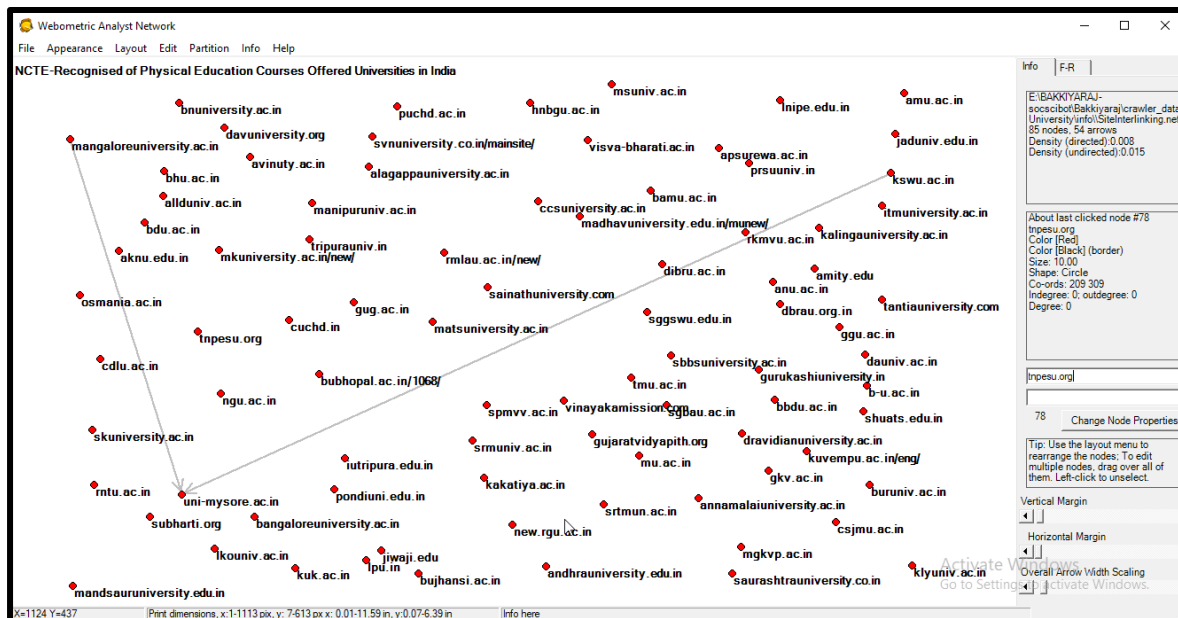 Webometric Analyst Network
File Appearance Layout Edit Partition Info Help
NCTE-Recognised of Physical Education Courses Offered Universities in India
msuniv.ac.in
amu.ac.in
bnuniversity.ac.in
puchd.ac.in
hnbgu.ac.in
lnipe.edu.in
davuniversity.org
mangaloreuniversity.ac.in
svnuniversity.co.in/mainsite/
visva-bharati.ac.in
jaduniv.edu.in
avinuty.ac.in
apsurewa.ac.in
prsuuniv.in
bhu.ac.in
alagappauniversity.ac.in
kswu.ac.in
allduniv.ac.in
manipuruniv.ac.in
ccsuniversity.ac.in
bamu.ac.in
itmuniversity.ac.in
bdu.ac.in
madhavuniversity.edu.in/munew/
rkmvu.ac.in
kalingauniversity.ac.in
aknu.edu.in
mkuniversity.ac.in/new/
tripurauniv.in
rmlau.ac.in/new/
dibru.ac.in
amity.edu
anu.ac.in
osmania.ac.in
sainathuniversity.com
gug.ac.in
dbrau.org.in
tantiauniversity.com
tnpesu.org
cuchd.in
matsuniversity.ac.in
sggswu.edu.in
ggu.ac.in
cdlu.ac.in
sbbsuniversity.ac.in
dauniv.ac.in
bubhopal.ac.in/1068/
tmu.ac.in
gurukashiuniversity.in
b-u.ac.in
ngu.ac.in
spmvv.ac.in
vinayakamission.com
sgbau.ac.in
bbdu.ac.in
shuats.edu.in
skuniversity.ac.in
srmuniv.ac.in
gujaratvidyapith.org
dravidianuniversity.ac.in
iutripura.edu.in
mu.ac.in
kuvempu.ac.in/eng/
rntu.ac.in
uni-mysore.ac.in
pondiuni.edu.in
kakatiya.ac.in
gkv.ac.in
buruniv.ac.in
subharti.org
bangaloreuniversity.ac.in
new.rgu.ac.in
srtmun.ac.in
annamalaiuniversity.ac.in
csjmu.ac.in
lkouniv.ac.in
jiwaji.edu
lpu.in
mgkvp.ac.in
kuk.ac.in
bujhansi.ac.in
andhrauniversity.edu.in
saurashtrauniversity.co.in
klyuniv.ac.in
mandsauruniversity.edu.in
Info F-R
E:\BAKKIYARAJ-
socscibot\Bakkiyaraj\crawler_data
University\info\\SiteInterlinking.net
85 nodes, 54 arrows
Density (directed):0.008
Density (undirected):0.015
About last clicked node #78
tnpesu.org
Color [Red]
Color [Black] (border)
Size: 10.00
Shape: Circle
Co-ords: 209 309
Indegree: 0; outdegree: 0
Degree: 0
tnpesu.org
78 Change Node Properties
Tip: Use the layout menu to
rearrange the nodes; To edit
multiple nodes, drag over all of
them. Left-click to unselect.
Vertical Margin
Horizontal Margin
Overall Arrow Width Scaling
Activate Windows
Go to Settings to activate Windows.
X=1124 Y=437 Print dimensions, x:1-1113 pix, y: 7-613 px x: 0.01-11.59 in, y:0.07-6.39 in Info here